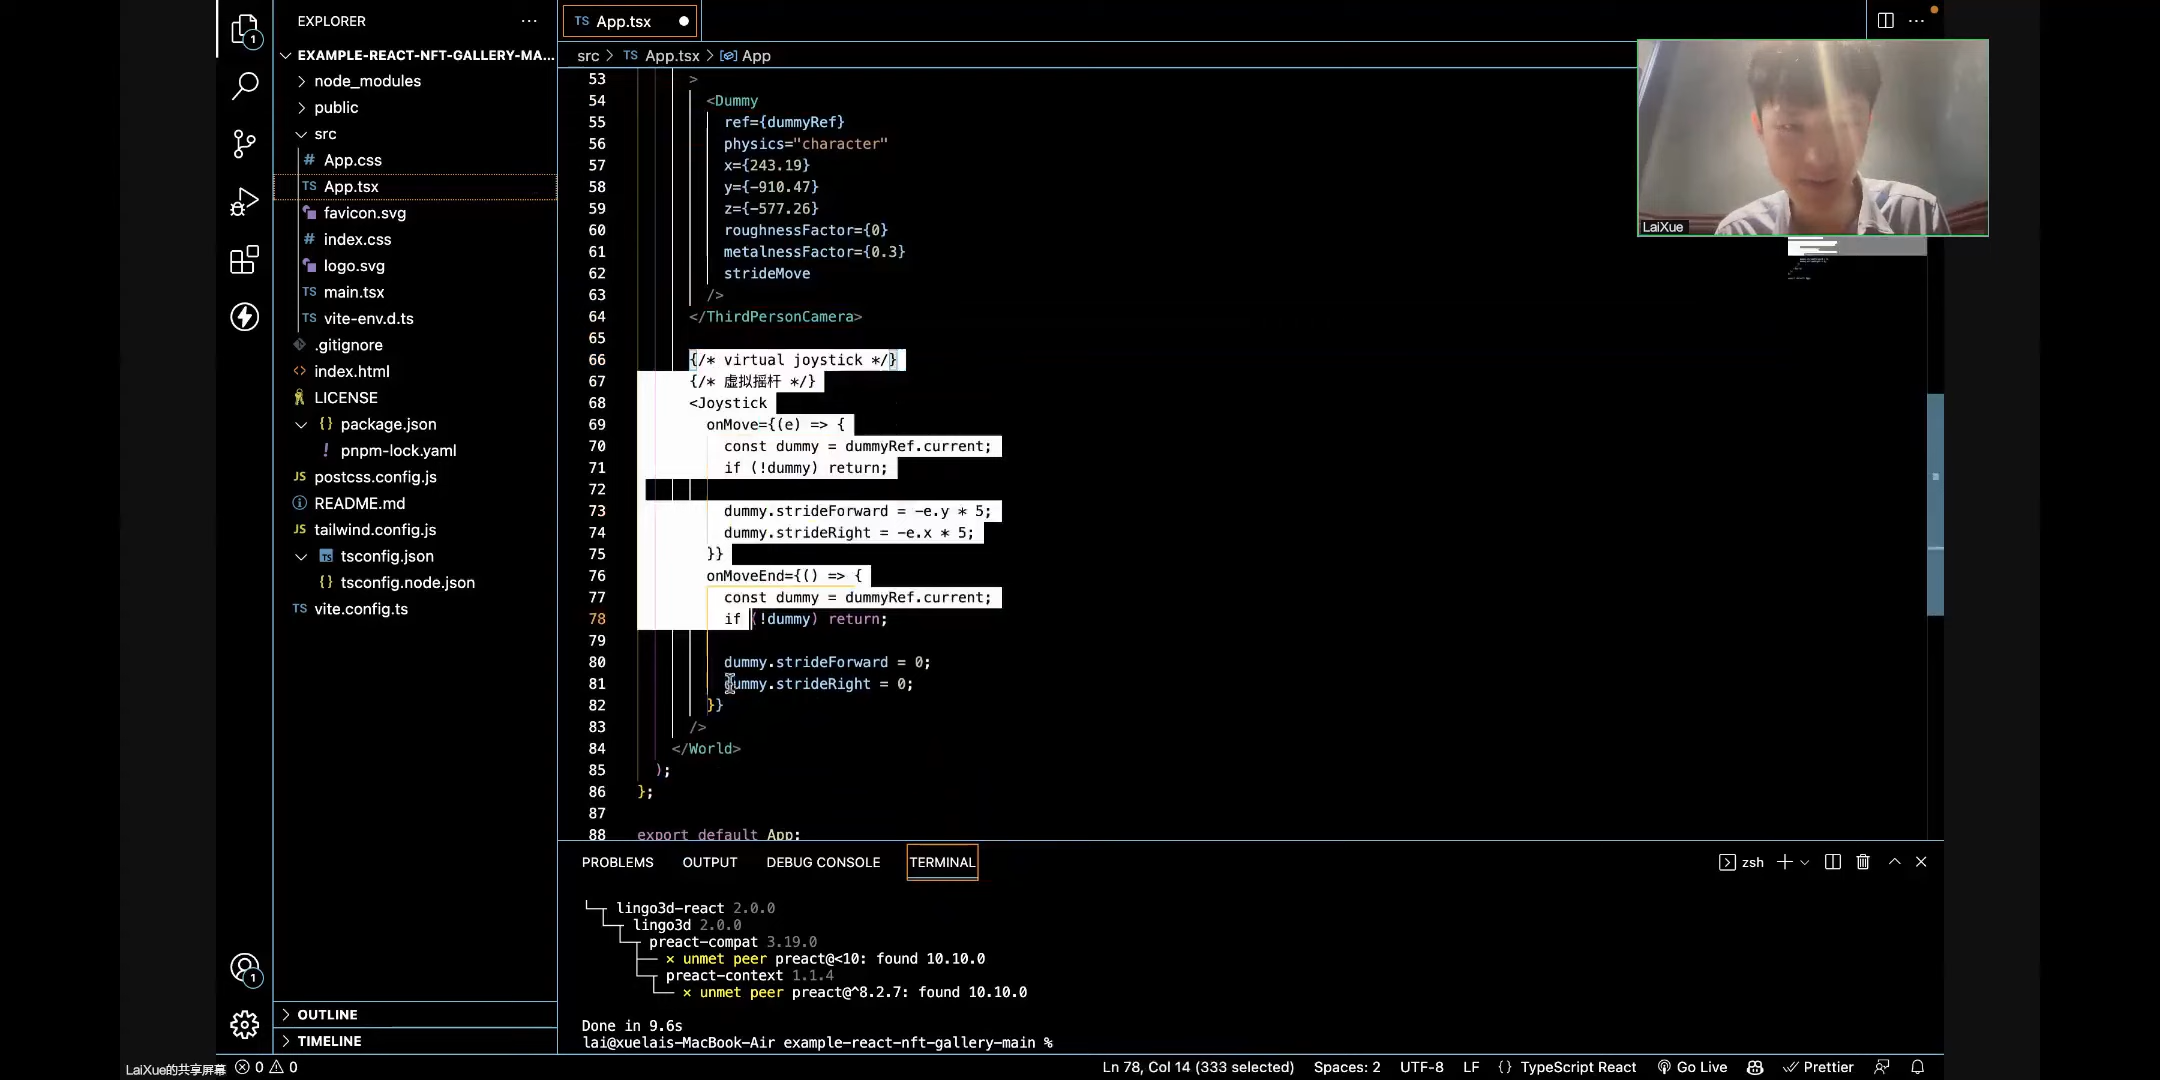 EXPLORER
EXAMPLE-REACT-NFT-GALLERY-MA...
node_modules
public
src
# App.css
TS App.tsx
favicon.svg
# index.css
logo.svg
TS main.tsx
TS vite-env.d.ts
.gitignore
<> index.html
LICENSE
{} package.json
! pnpm-lock.yaml
JS postcss.config.js
README.md
JS tailwind.config.js
tsconfig.json
{} tsconfig.node.json
TS vite.config.ts
OUTLINE
TIMELINE
1
1
TS App.tsx
src > TS App.tsx > App
53 >
54 <Dummy
55 ref={dummyRef}
56 physics="character"
57 x={243.19}
58 y={-910.47}
59 z={-577.26}
60 roughnessFactor={0}
61 metalnessFactor={0.3}
62 strideMove
63 />
64 </ThirdPersonCamera>
65
66 {/* virtual joystick */}
67 {/* 虚拟摇杆 */}
68 <Joystick
69 onMove={(e) => {
70 const dummy = dummyRef.current;
71 if (!dummy) return;
72
73 dummy.strideForward = -e.y * 5;
74 dummy.strideRight = -e.x * 5;
75 }}
76 onMoveEnd={() => {
77 const dummy = dummyRef.current;
78 if (!dummy) return;
79
80 dummy.strideForward = 0;
81 dummy.strideRight = 0;
82 }}
83 />
84 </World>
85 );
86 };
87
88 export default App;
LaiXue
PROBLEMS OUTPUT DEBUG CONSOLE TERMINAL
zsh
lingo3d-react 2.0.0
lingo3d 2.0.0
preact-compat 3.19.0
✕ unmet peer preact@<10: found 10.10.0
preact-context 1.1.4
✕ unmet peer preact@^8.2.7: found 10.10.0
Done in 9.6s
lai@xuelais-MacBook-Air example-react-nft-gallery-main %
LaiXue的共享屏幕 0 0
Ln 78, Col 14 (333 selected) Spaces: 2 UTF-8 LF {} TypeScript React Go Live Prettier